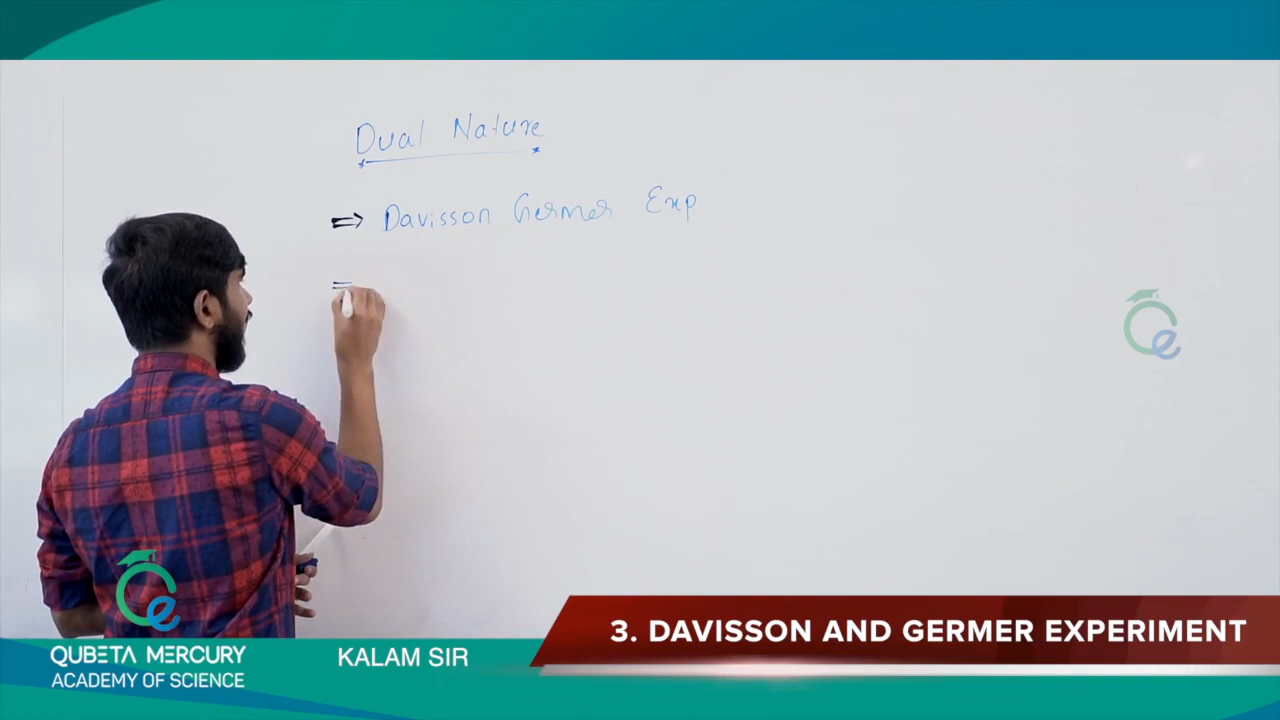 Dual Nature
⇒ Davisson Germer Exp
=
3. DAVISSON AND GERMER EXPERIMENT
QUBETA MERCURY
ACADEMY OF SCIENCE
KALAM SIR